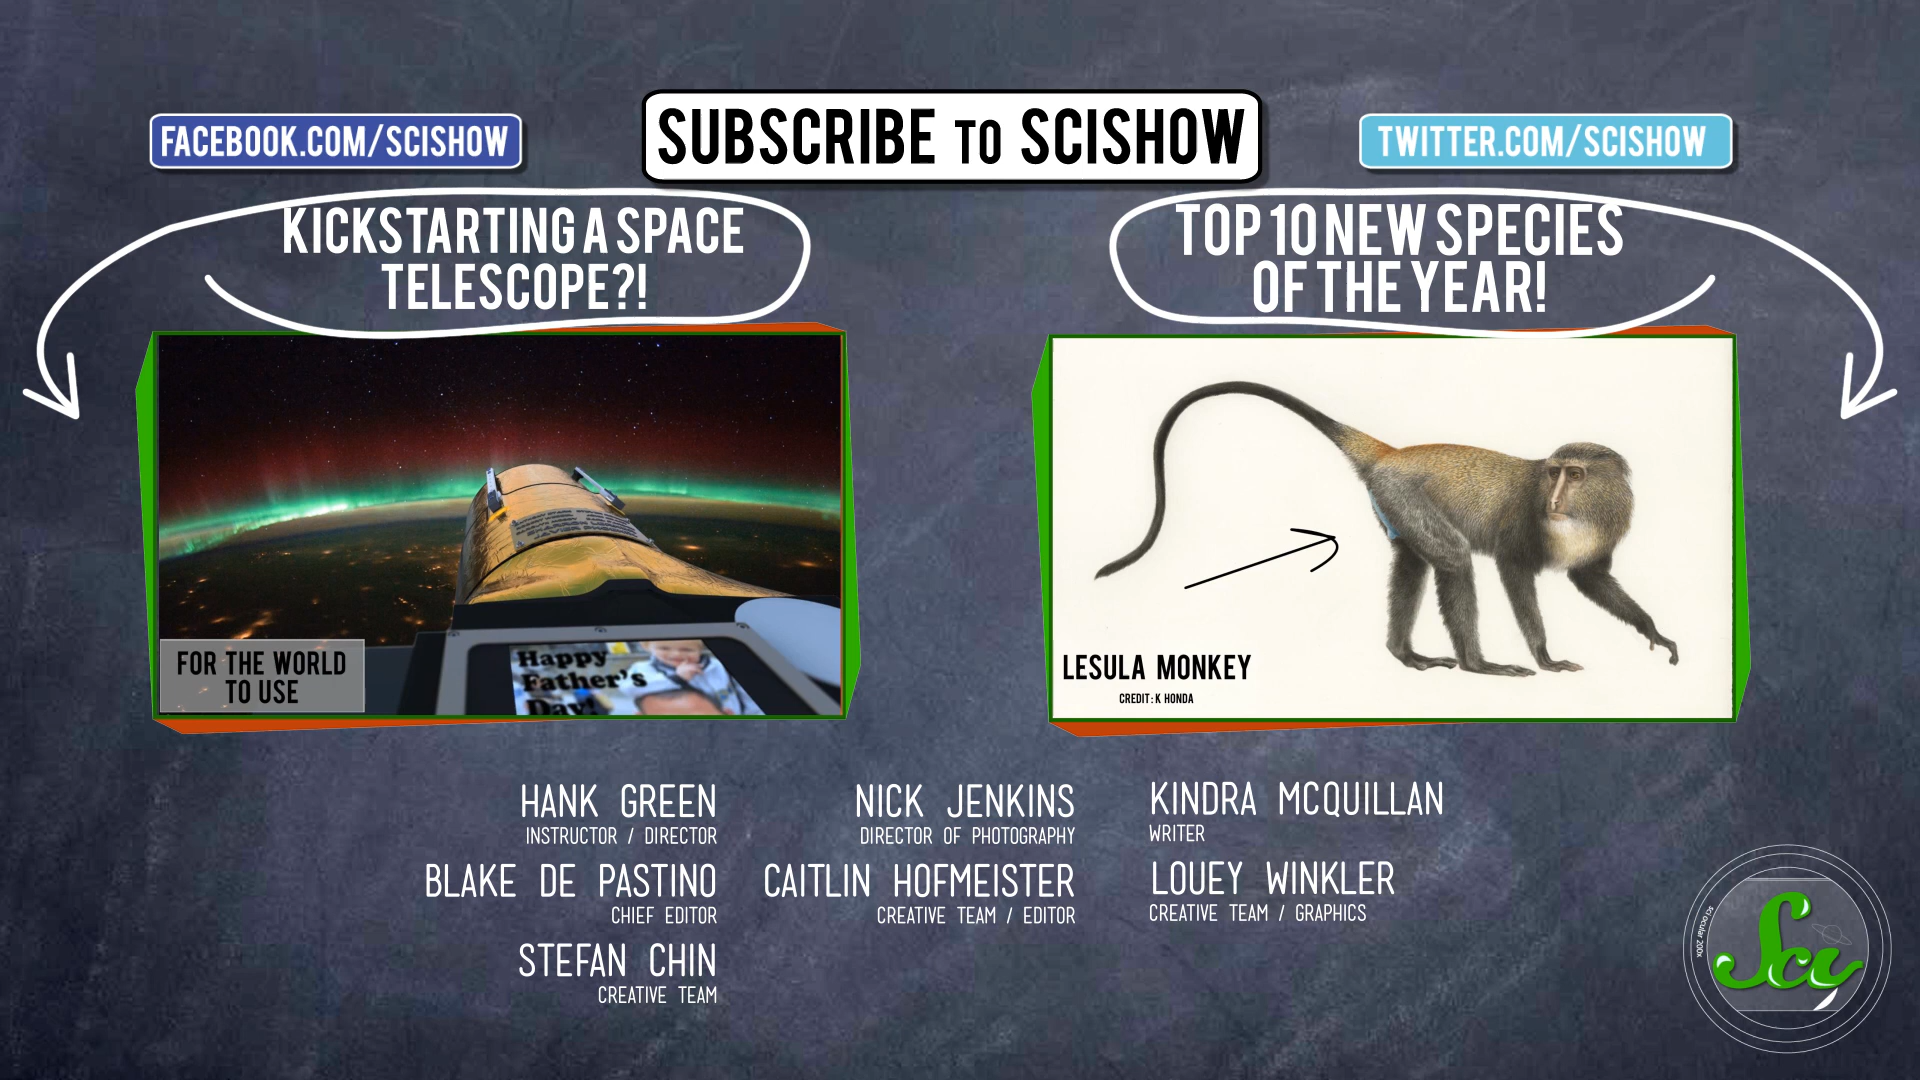 FACEBOOK.COM/SCISHOW
SUBSCRIBE TO SCISHOW
TWITTER.COM/SCISHOW
KICKSTARTING A SPACE
TELESCOPE?!
TOP 10 NEW SPECIES
OF THE YEAR!
Happy
Father's
Day!
FOR THE WORLD
TO USE
LESULA MONKEY
CREDIT: K HONDA
HANK GREEN
INSTRUCTOR / DIRECTOR
BLAKE DE PASTINO
CHIEF EDITOR
STEFAN CHIN
CREATIVE TEAM
NICK JENKINS
DIRECTOR OF PHOTOGRAPHY
CAITLIN HOFMEISTER
CREATIVE TEAM / EDITOR
KINDRA MCQUILLAN
WRITER
LOUEY WINKLER
CREATIVE TEAM / GRAPHICS
sci ocular 200x
Sci